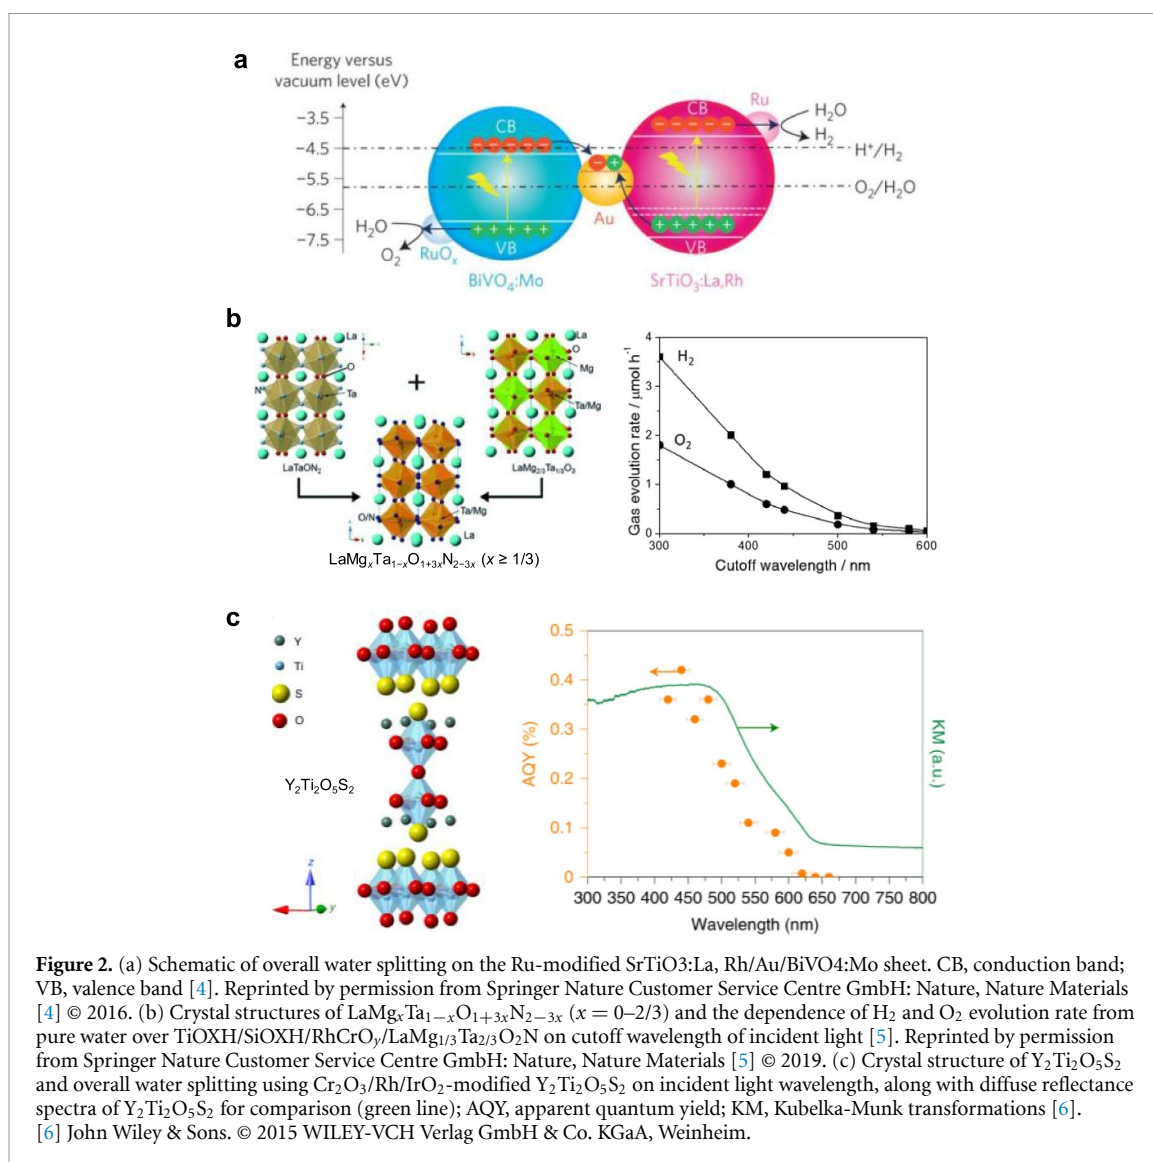 a
Energy versus
vacuum level (eV)
−3.5
−4.5
−5.5
−6.5
−7.5
CB
VB
H₂O
O₂
RuOₓ
BiVO₄:Mo
Au
CB
VB
SrTiO₃:La,Rh
Ru
H₂O
H₂
H⁺/H₂
O₂/H₂O
b
La
O
N
Ta
LaTaON₂
+
La
O
Mg
Ta/Mg
LaMg₂/₃Ta₁/₃O₃
O/N
Ta/Mg
La
LaMgₓTa₁₋ₓO₁₊₃ₓN₂₋₃ₓ (x ≥ 1/3)
Gas evolution rate / μmol h⁻¹
4
3
2
1
0
H₂
O₂
300 400 500 600
Cutoff wavelength / nm
c
Y
Ti
S
O
Y₂Ti₂O₅S₂
z
y
AQY (%)
0.5
0.4
0.3
0.2
0.1
0
KM (a.u.)
300 350 400 450 500 550 600 650 700 750 800
Wavelength (nm)
Figure 2. (a) Schematic of overall water splitting on the Ru-modified SrTiO3:La, Rh/Au/BiVO4:Mo sheet. CB, conduction band;
VB, valence band [4]. Reprinted by permission from Springer Nature Customer Service Centre GmbH: Nature, Nature Materials
[4] © 2016. (b) Crystal structures of LaMgₓTa₁₋ₓO₁₊₃ₓN₂₋₃ₓ (x = 0–2/3) and the dependence of H₂ and O₂ evolution rate from
pure water over TiOXH/SiOXH/RhCrOᵧ/LaMg₁/₃Ta₂/₃O₂N on cutoff wavelength of incident light [5]. Reprinted by permission
from Springer Nature Customer Service Centre GmbH: Nature, Nature Materials [5] © 2019. (c) Crystal structure of Y₂Ti₂O₅S₂
and overall water splitting using Cr₂O₃/Rh/IrO₂-modified Y₂Ti₂O₅S₂ on incident light wavelength, along with diffuse reflectance
spectra of Y₂Ti₂O₅S₂ for comparison (green line); AQY, apparent quantum yield; KM, Kubelka-Munk transformations [6].
[6] John Wiley & Sons. © 2015 WILEY-VCH Verlag GmbH & Co. KGaA, Weinheim.